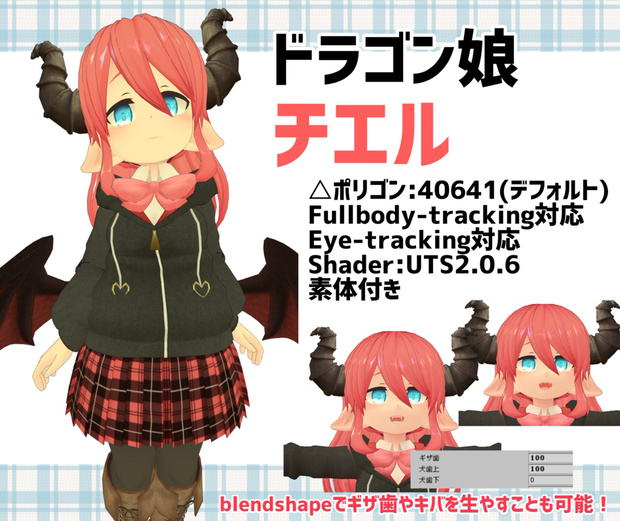 ドラゴン娘
チエル
△ポリゴン:40641(デフォルト)
Fullbody-tracking対応
Eye-tracking対応
Shader:UTS2.0.6
素体付き
ギザ歯 100
犬歯上 100
犬歯下 0
blendshapeでギザ歯やキバを生やすことも可能！